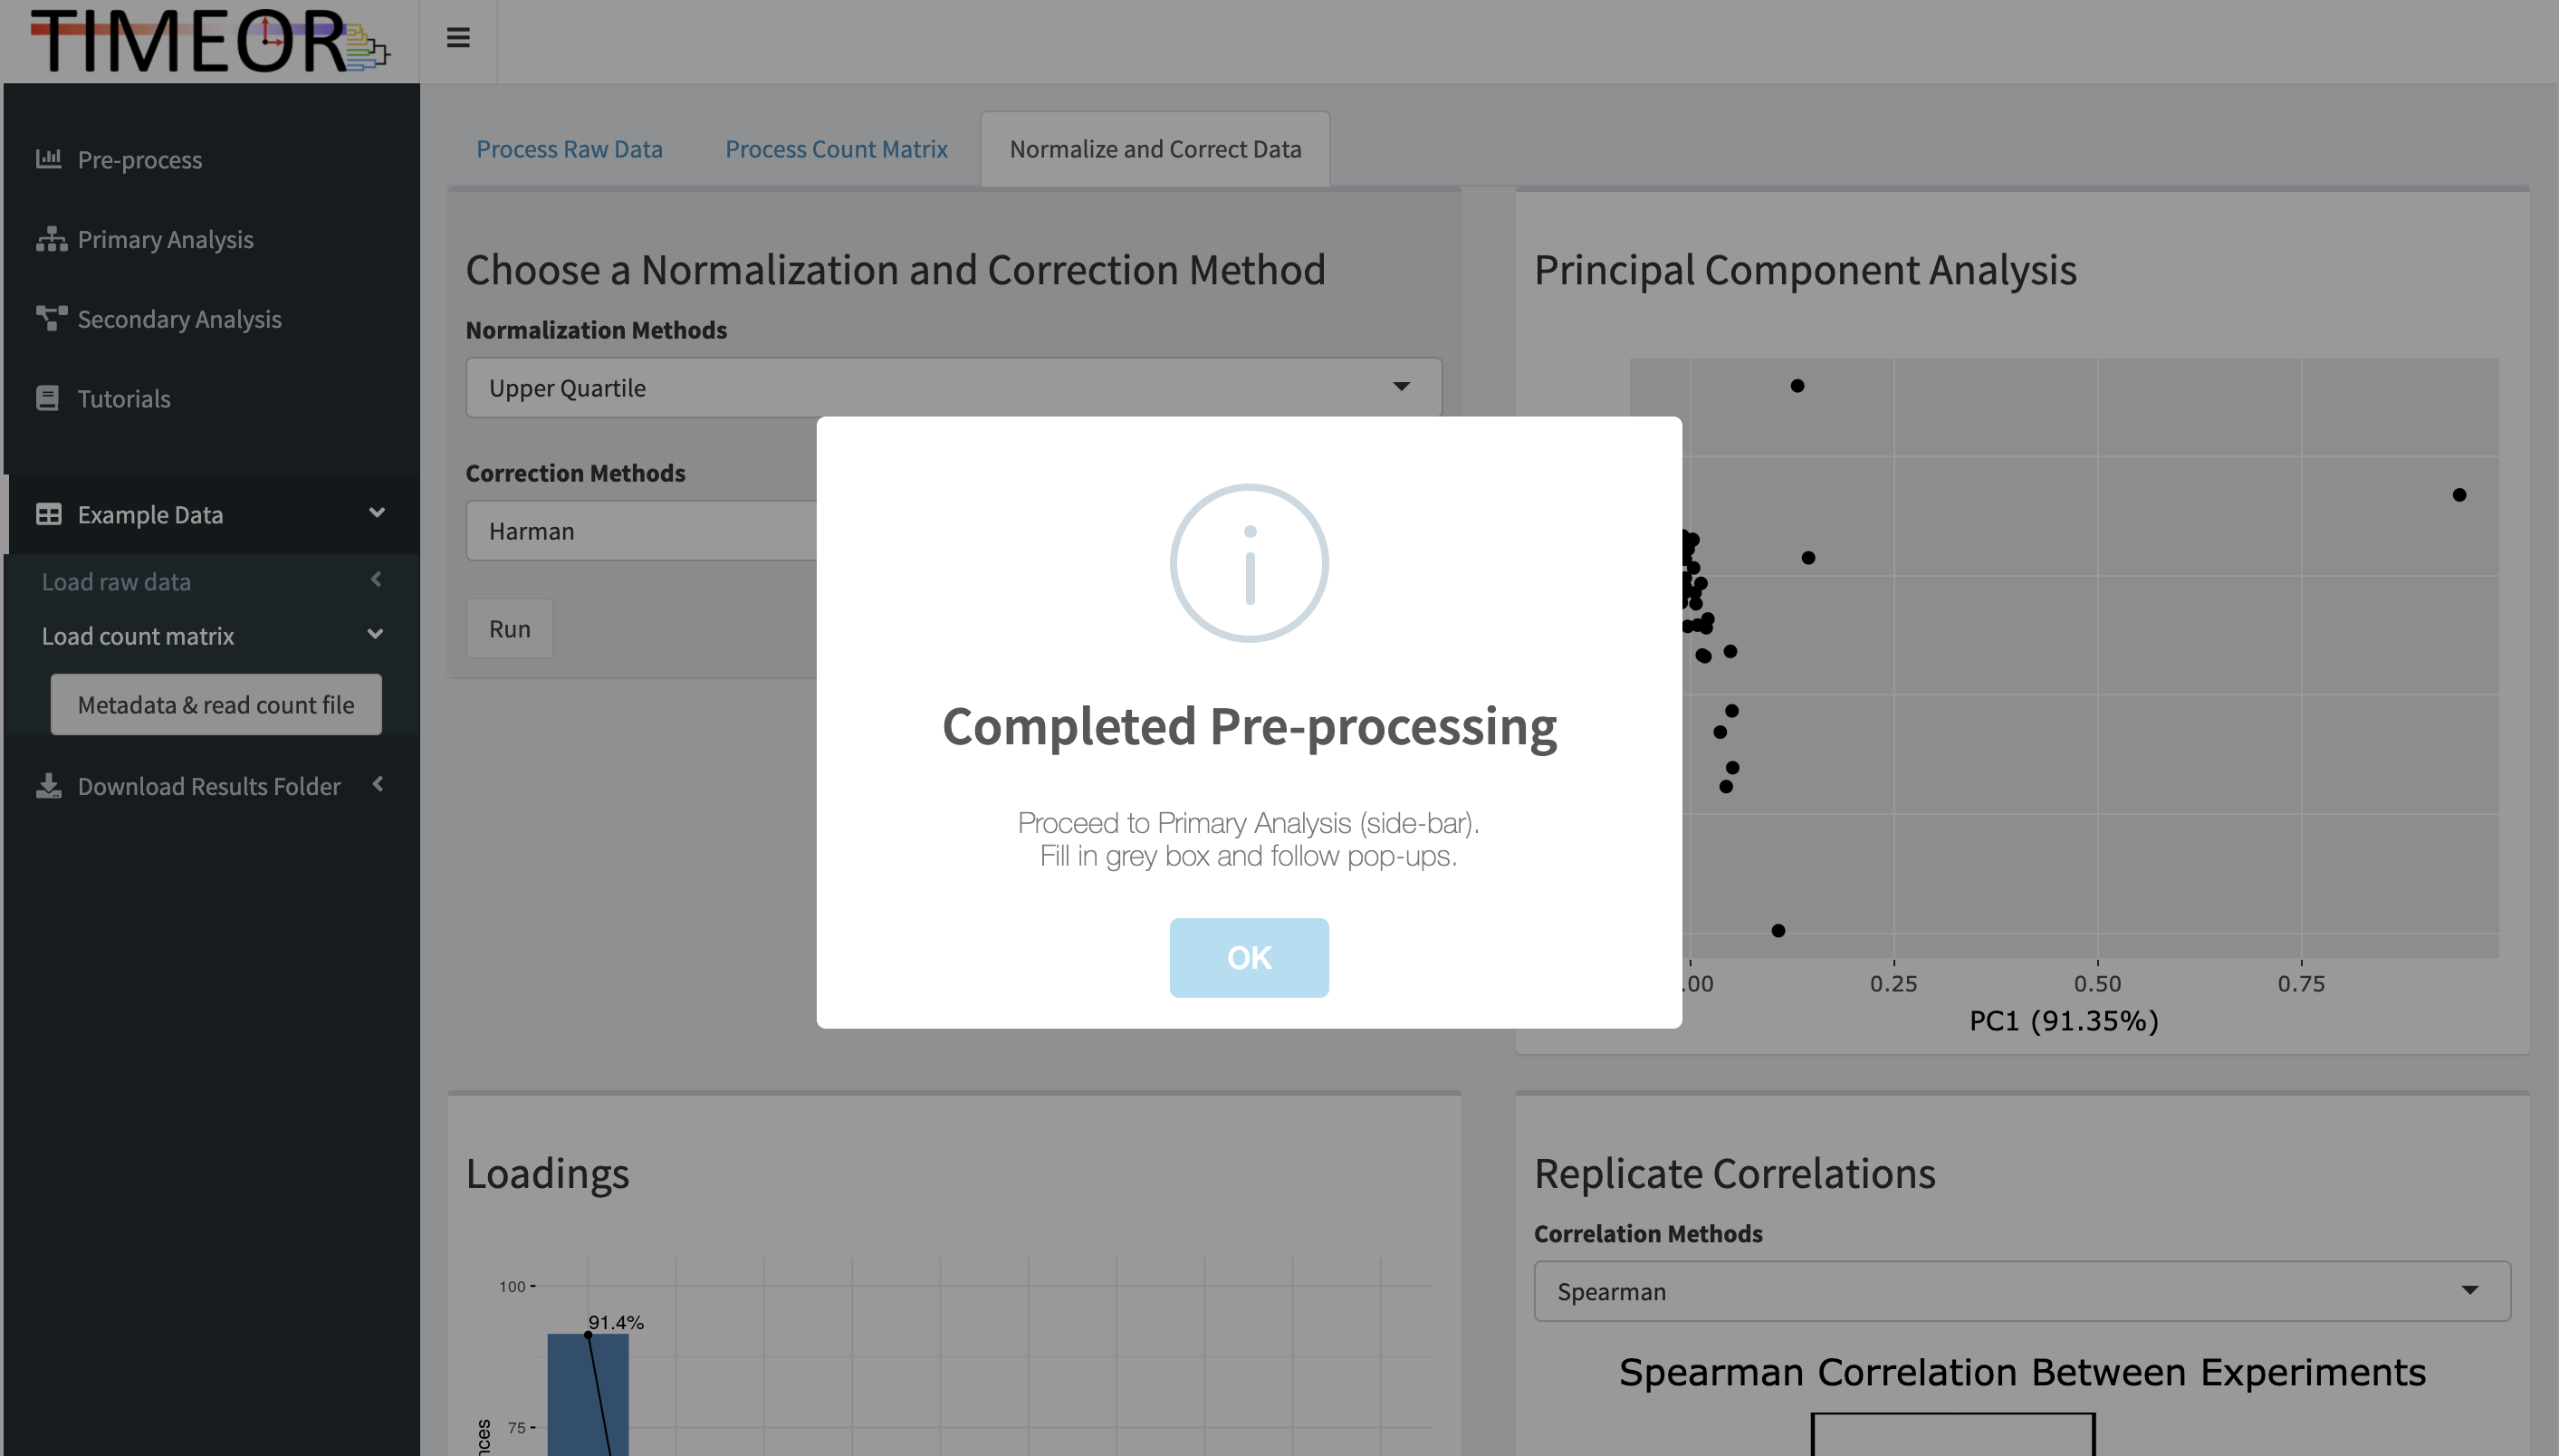 TIMEOR
Pre-process
Primary Analysis
Secondary Analysis
Tutorials
Example Data
Load raw data
Load count matrix
Metadata & read count file
Download Results Folder
Process Raw Data
Process Count Matrix
Normalize and Correct Data
Choose a Normalization and Correction Method
Normalization Methods
Upper Quartile
Correction Methods
Harman
Run
Principal Component Analysis
.00
0.25
0.50
0.75
PC1 (91.35%)
Completed Pre-processing
Proceed to Primary Analysis (side-bar).
Fill in grey box and follow pop-ups.
OK
Loadings
100
91.4%
75
Replicate Correlations
Correlation Methods
Spearman
Spearman Correlation Between Experiments